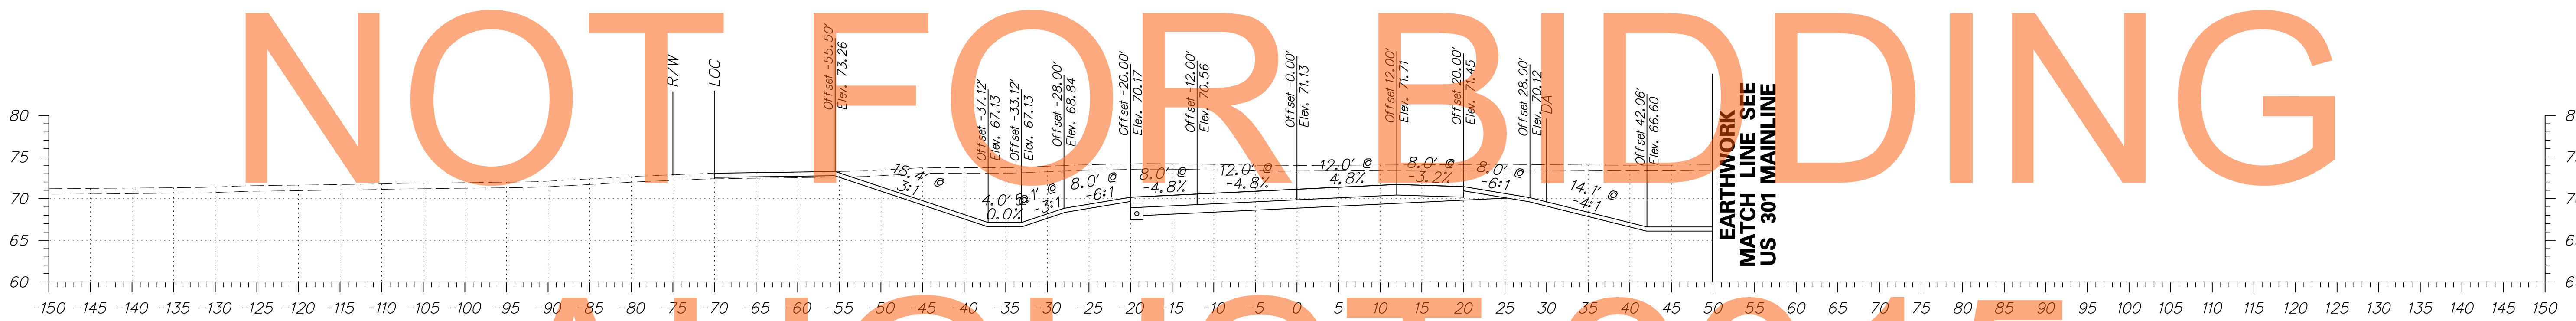 NOT FOR BIDDING
R/W
LOC
Offset -55.50'
Elev. 73.26
Offset -37.12'
Elev. 67.13
Offset -33.12'
Elev. 67.13
Offset -28.00'
Elev. 68.84
Offset -20.00'
Elev. 70.17
Offset -12.00'
Elev. 70.56
Offset -0.00'
Elev. 71.13
Offset 12.00'
Elev. 71.71
Offset 20.00'
Elev. 71.45
Offset 28.00'
Elev. 70.12
DA
Offset 42.06'
Elev. 66.60
EARTHWORK
MATCH LINE SEE
US 301 MAINLINE
18.4' @
3:1
4.0' @
0.0%
5.1' @
-3:1
8.0' @
-6:1
8.0' @
-4.8%
12.0' @
-4.8%
12.0' @
4.8%
8.0' @
-3.2%
8.0' @
-6:1
14.1' @
-4:1
80
75
70
65
60
-150 -145 -140 -135 -130 -125 -120 -115 -110 -105 -100 -95 -90 -85 -80 -75 -70 -65 -60 -55 -50 -45 -40 -35 -30 -25 -20 -15 -10 -5 0 5 10 15 20 25 30 35 40 45 50 55 60 65 70 75 80 85 90 95 100 105 110 115 120 125 130 135 140 145 150